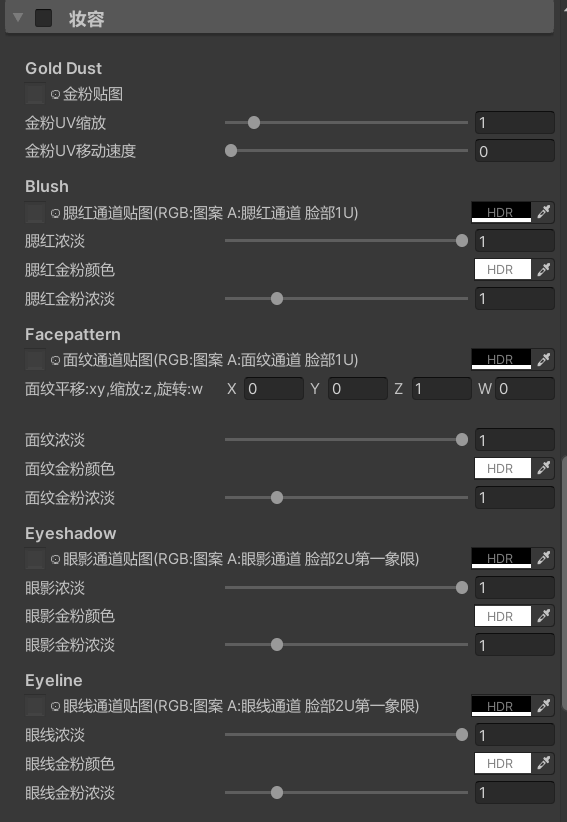 妆容
Gold Dust
金粉贴图
金粉UV缩放 1
金粉UV移动速度 0
Blush
腮红通道贴图(RGB:图案 A:腮红通道 脸部1U) HDR
腮红浓淡 1
腮红金粉颜色 HDR
腮红金粉浓淡 1
Facepattern
面纹通道贴图(RGB:图案 A:面纹通道 脸部1U) HDR
面纹平移:xy,缩放:z,旋转:w X 0 Y 0 Z 1 W 0
面纹浓淡 1
面纹金粉颜色 HDR
面纹金粉浓淡 1
Eyeshadow
眼影通道贴图(RGB:图案 A:眼影通道 脸部2U第一象限) HDR
眼影浓淡 1
眼影金粉颜色 HDR
眼影金粉浓淡 1
Eyeline
眼线通道贴图(RGB:图案 A:眼线通道 脸部2U第一象限) HDR
眼线浓淡 1
眼线金粉颜色 HDR
眼线金粉浓淡 1